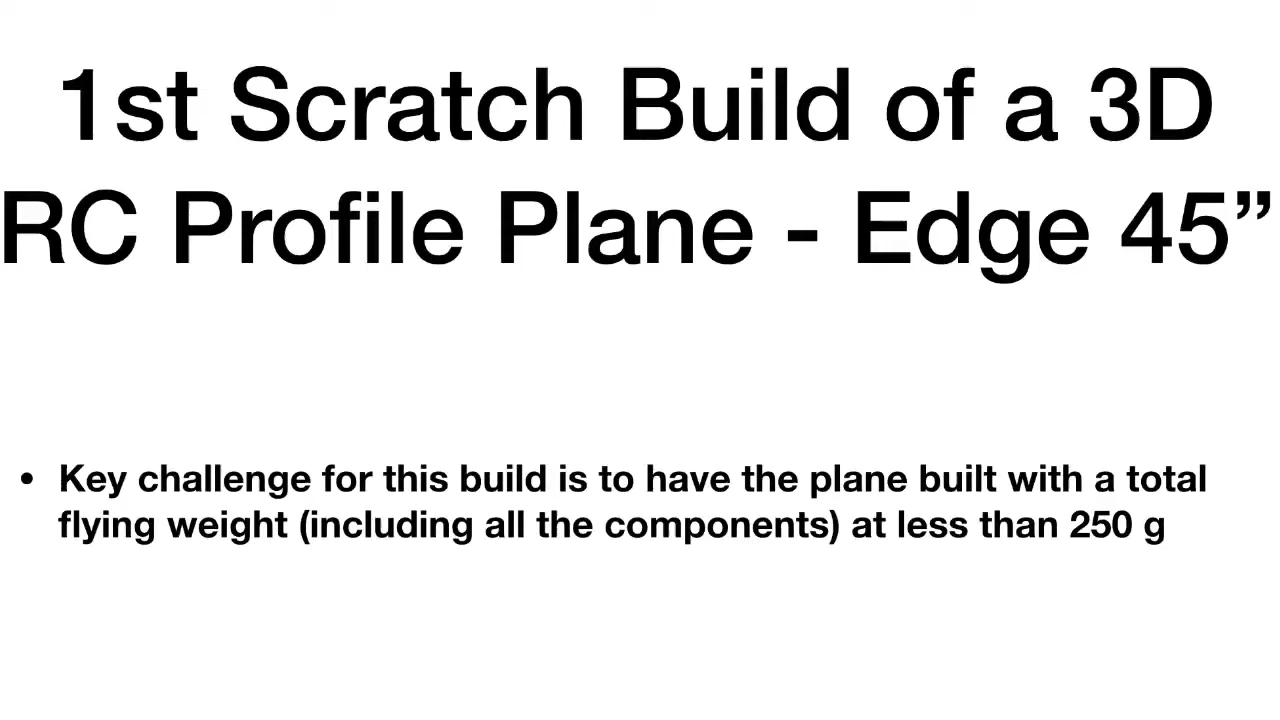 1st Scratch Build of a 3D
RC Profile Plane - Edge 45”
• Key challenge for this build is to have the plane built with a total
flying weight (including all the components) at less than 250 g